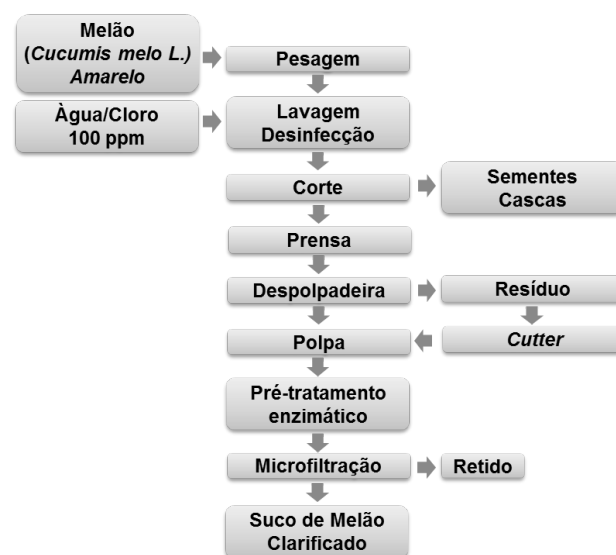 Melão
(Cucumis melo L.)
Amarelo
Pesagem
Àgua/Cloro
100 ppm
Lavagem
Desinfecção
Corte
Sementes
Cascas
Prensa
Despolpadeira
Resíduo
Polpa
Cutter
Pré-tratamento
enzimático
Microfiltração
Retido
Suco de Melão
Clarificado